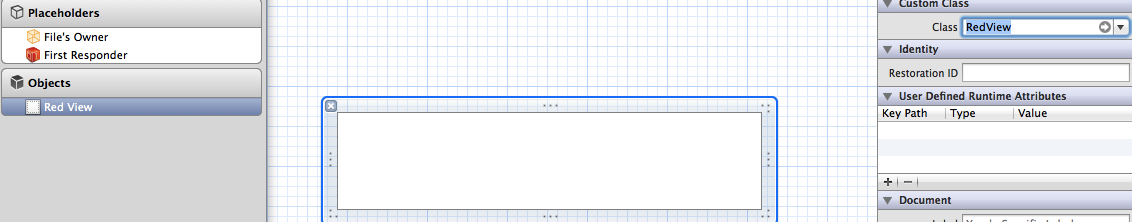 Placeholders
File's Owner
First Responder
Objects
Red View
Custom Class
Class RedView
Identity
Restoration ID
User Defined Runtime Attributes
Key Path Type Value
Document